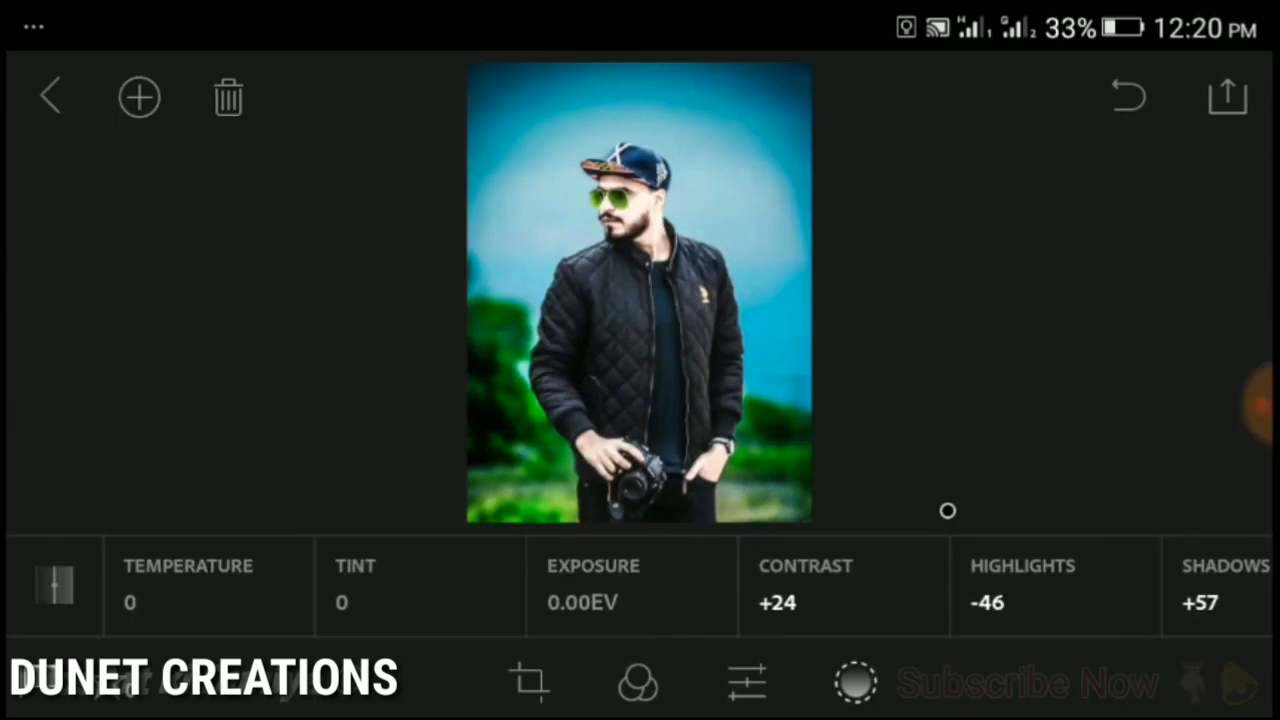 33% 12:20 PM
TEMPERATURE TINT EXPOSURE CONTRAST HIGHLIGHTS SHADOWS
0 0 0.00EV +24 -46 +57
DUNET CREATIONS
Subscribe Now